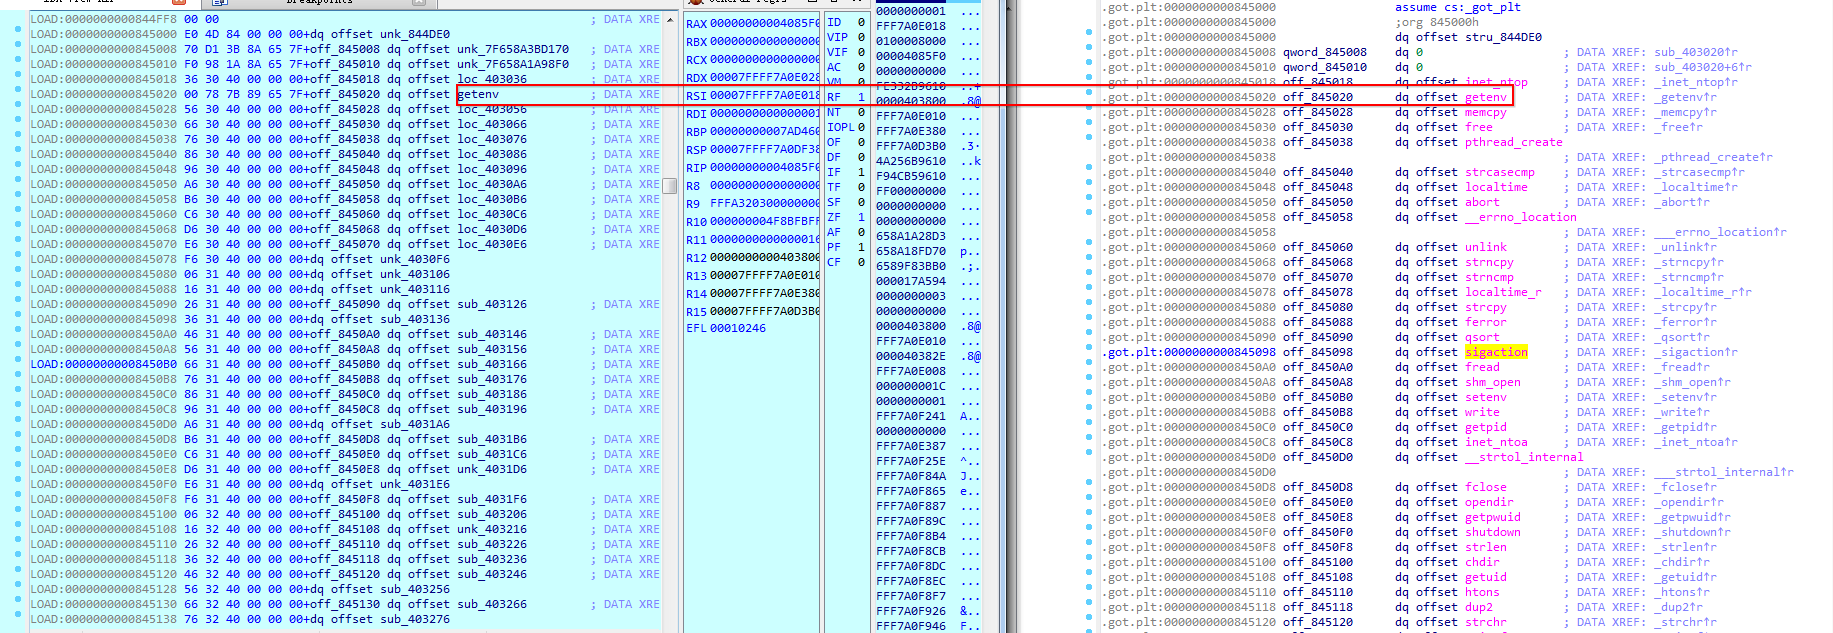 LOAD:0000000000844FF8 00 00 ; DATA XRE
LOAD:0000000000845000 E0 4D 84 00 00 00+dq offset unk_844DE0
LOAD:0000000000845008 70 D1 3B 8A 65 7F+off_845008 dq offset unk_7F658A3BD170 ; DATA XRE
LOAD:0000000000845010 F0 98 1A 8A 65 7F+off_845010 dq offset unk_7F658A1A98F0 ; DATA XRE
LOAD:0000000000845018 36 30 40 00 00 00+off_845018 dq offset loc_403036 ; DATA XRE
LOAD:0000000000845020 00 78 7B 89 65 7F+off_845020 dq offset getenv ; DATA XRE
LOAD:0000000000845028 56 30 40 00 00 00+off_845028 dq offset loc_403056 ; DATA XRE
LOAD:0000000000845030 66 30 40 00 00 00+off_845030 dq offset loc_403066 ; DATA XRE
LOAD:0000000000845038 76 30 40 00 00 00+off_845038 dq offset loc_403076 ; DATA XRE
LOAD:0000000000845040 86 30 40 00 00 00+off_845040 dq offset loc_403086 ; DATA XRE
LOAD:0000000000845048 96 30 40 00 00 00+off_845048 dq offset loc_403096 ; DATA XRE
LOAD:0000000000845050 A6 30 40 00 00 00+off_845050 dq offset loc_4030A6 ; DATA XRE
LOAD:0000000000845058 B6 30 40 00 00 00+off_845058 dq offset loc_4030B6 ; DATA XRE
LOAD:0000000000845060 C6 30 40 00 00 00+off_845060 dq offset loc_4030C6 ; DATA XRE
LOAD:0000000000845068 D6 30 40 00 00 00+off_845068 dq offset loc_4030D6 ; DATA XRE
LOAD:0000000000845070 E6 30 40 00 00 00+off_845070 dq offset loc_4030E6 ; DATA XRE
LOAD:0000000000845078 F6 30 40 00 00 00+dq offset unk_4030F6
LOAD:0000000000845080 06 31 40 00 00 00+dq offset unk_403106
LOAD:0000000000845088 16 31 40 00 00 00+dq offset unk_403116
LOAD:0000000000845090 26 31 40 00 00 00+off_845090 dq offset sub_403126 ; DATA XRE
LOAD:0000000000845098 36 31 40 00 00 00+dq offset sub_403136
LOAD:00000000008450A0 46 31 40 00 00 00+off_8450A0 dq offset sub_403146 ; DATA XRE
LOAD:00000000008450A8 56 31 40 00 00 00+off_8450A8 dq offset sub_403156 ; DATA XRE
LOAD:00000000008450B0 66 31 40 00 00 00+off_8450B0 dq offset sub_403166 ; DATA XRE
LOAD:00000000008450B8 76 31 40 00 00 00+off_8450B8 dq offset sub_403176 ; DATA XRE
LOAD:00000000008450C0 86 31 40 00 00 00+off_8450C0 dq offset sub_403186 ; DATA XRE
LOAD:00000000008450C8 96 31 40 00 00 00+off_8450C8 dq offset sub_403196 ; DATA XRE
LOAD:00000000008450D0 A6 31 40 00 00 00+dq offset sub_4031A6
LOAD:00000000008450D8 B6 31 40 00 00 00+off_8450D8 dq offset sub_4031B6 ; DATA XRE
LOAD:00000000008450E0 C6 31 40 00 00 00+off_8450E0 dq offset sub_4031C6 ; DATA XRE
LOAD:00000000008450E8 D6 31 40 00 00 00+off_8450E8 dq offset unk_4031D6 ; DATA XRE
LOAD:00000000008450F0 E6 31 40 00 00 00+dq offset unk_4031E6
LOAD:00000000008450F8 F6 31 40 00 00 00+off_8450F8 dq offset sub_4031F6 ; DATA XRE
LOAD:0000000000845100 06 32 40 00 00 00+off_845100 dq offset sub_403206 ; DATA XRE
LOAD:0000000000845108 16 32 40 00 00 00+off_845108 dq offset unk_403216 ; DATA XRE
LOAD:0000000000845110 26 32 40 00 00 00+off_845110 dq offset sub_403226 ; DATA XRE
LOAD:0000000000845118 36 32 40 00 00 00+off_845118 dq offset sub_403236 ; DATA XRE
LOAD:0000000000845120 46 32 40 00 00 00+off_845120 dq offset sub_403246 ; DATA XRE
LOAD:0000000000845128 56 32 40 00 00 00+dq offset sub_403256
LOAD:0000000000845130 66 32 40 00 00 00+off_845130 dq offset sub_403266 ; DATA XRE
LOAD:0000000000845138 76 32 40 00 00 00+dq offset sub_403276
RAX 00000000004085F0
RBX 0000000000000000
RCX 0000000000000000
RDX 00007FFFF7A0E028
RSI 00007FFFF7A0E018
RDI 0000000000000001
RBP 00000000007AD460
RSP 00007FFFF7A0DF38
RIP 00000000004085F0
R8 0000000000000000
R9 FFFA320300000000
R10 000000004F8BFBFF
R11 0000000000000016
R12 0000000000403800
R13 00007FFFF7A0E010
R14 00007FFFF7A0E380
R15 00007FFFF7A0D3B0
EFL 00010246
ID 0
VIP 0
VIF 0
AC 0
VM 0
RF 1
NT 0
IOPL 0
OF 0
DF 0
IF 1
TF 0
SF 0
ZF 1
AF 0
PF 1
CF 0
0000000001 ...
FFF7A0E018 ...
0100008000 ...
00004085F0 ...
0000000000 ...
FE332B9610 ..+
0000403800 .8@
FFF7A0E010 ...
FFF7A0E380 ...
FFF7A0D3B0 .3·
4A256B9610 ..k
F94CB59610 ...
FF00000000 ...
0000000000 ...
0000000000 ...
658A1A28D3 ...
658A18FD70 p..
6589F83BB0 .;.
000017A594 ...
0000000003 ...
0000000000 ...
0000403800 .8@
FFF7A0E010 ...
000040382E .8@
FFF7A0E008 ...
000000001C ...
0000000001 ...
FFF7A0F241 A..
0000000000 ...
FFF7A0E387 ...
FFF7A0F25E ^..
FFF7A0F84A J..
FFF7A0F865 e..
FFF7A0F887 ...
FFF7A0F89C ...
FFF7A0F8B4 ...
FFF7A0F8CB ...
FFF7A0F8DC ...
FFF7A0F8EC ...
FFF7A0F8F7 ...
FFF7A0F926 &..
FFF7A0F946 F..
.got.plt:0000000000845000 assume cs:_got_plt
.got.plt:0000000000845000 ;org 845000h
.got.plt:0000000000845000 dq offset stru_844DE0
.got.plt:0000000000845008 qword_845008 dq 0 ; DATA XREF: sub_403020↑r
.got.plt:0000000000845010 qword_845010 dq 0 ; DATA XREF: sub_403020+6↑r
.got.plt:0000000000845018 off_845018 dq offset inet_ntop ; DATA XREF: _inet_ntop↑r
.got.plt:0000000000845020 off_845020 dq offset getenv ; DATA XREF: _getenv↑r
.got.plt:0000000000845028 off_845028 dq offset memcpy ; DATA XREF: _memcpy↑r
.got.plt:0000000000845030 off_845030 dq offset free ; DATA XREF: _free↑r
.got.plt:0000000000845038 off_845038 dq offset pthread_create
.got.plt:0000000000845038 ; DATA XREF: _pthread_create↑r
.got.plt:0000000000845040 off_845040 dq offset strcasecmp ; DATA XREF: _strcasecmp↑r
.got.plt:0000000000845048 off_845048 dq offset localtime ; DATA XREF: _localtime↑r
.got.plt:0000000000845050 off_845050 dq offset abort ; DATA XREF: _abort↑r
.got.plt:0000000000845058 off_845058 dq offset __errno_location
.got.plt:0000000000845058 ; DATA XREF: ___errno_location↑r
.got.plt:0000000000845060 off_845060 dq offset unlink ; DATA XREF: _unlink↑r
.got.plt:0000000000845068 off_845068 dq offset strncpy ; DATA XREF: _strncpy↑r
.got.plt:0000000000845070 off_845070 dq offset strncmp ; DATA XREF: _strncmp↑r
.got.plt:0000000000845078 off_845078 dq offset localtime_r ; DATA XREF: _localtime_r↑r
.got.plt:0000000000845080 off_845080 dq offset strcpy ; DATA XREF: _strcpy↑r
.got.plt:0000000000845088 off_845088 dq offset ferror ; DATA XREF: _ferror↑r
.got.plt:0000000000845090 off_845090 dq offset qsort ; DATA XREF: _qsort↑r
.got.plt:0000000000845098 off_845098 dq offset sigaction ; DATA XREF: _sigaction↑r
.got.plt:00000000008450A0 off_8450A0 dq offset fread ; DATA XREF: _fread↑r
.got.plt:00000000008450A8 off_8450A8 dq offset shm_open ; DATA XREF: _shm_open↑r
.got.plt:00000000008450B0 off_8450B0 dq offset setenv ; DATA XREF: _setenv↑r
.got.plt:00000000008450B8 off_8450B8 dq offset write ; DATA XREF: _write↑r
.got.plt:00000000008450C0 off_8450C0 dq offset getpid ; DATA XREF: _getpid↑r
.got.plt:00000000008450C8 off_8450C8 dq offset inet_ntoa ; DATA XREF: _inet_ntoa↑r
.got.plt:00000000008450D0 off_8450D0 dq offset __strtol_internal
.got.plt:00000000008450D0 ; DATA XREF: ___strtol_internal↑r
.got.plt:00000000008450D8 off_8450D8 dq offset fclose ; DATA XREF: _fclose↑r
.got.plt:00000000008450E0 off_8450E0 dq offset opendir ; DATA XREF: _opendir↑r
.got.plt:00000000008450E8 off_8450E8 dq offset getpwuid ; DATA XREF: _getpwuid↑r
.got.plt:00000000008450F0 off_8450F0 dq offset shutdown ; DATA XREF: _shutdown↑r
.got.plt:00000000008450F8 off_8450F8 dq offset strlen ; DATA XREF: _strlen↑r
.got.plt:0000000000845100 off_845100 dq offset chdir ; DATA XREF: _chdir↑r
.got.plt:0000000000845108 off_845108 dq offset getuid ; DATA XREF: _getuid↑r
.got.plt:0000000000845110 off_845110 dq offset htons ; DATA XREF: _htons↑r
.got.plt:0000000000845118 off_845118 dq offset dup2 ; DATA XREF: _dup2↑r
.got.plt:0000000000845120 off_845120 dq offset strchr ; DATA XREF: _strchr↑r